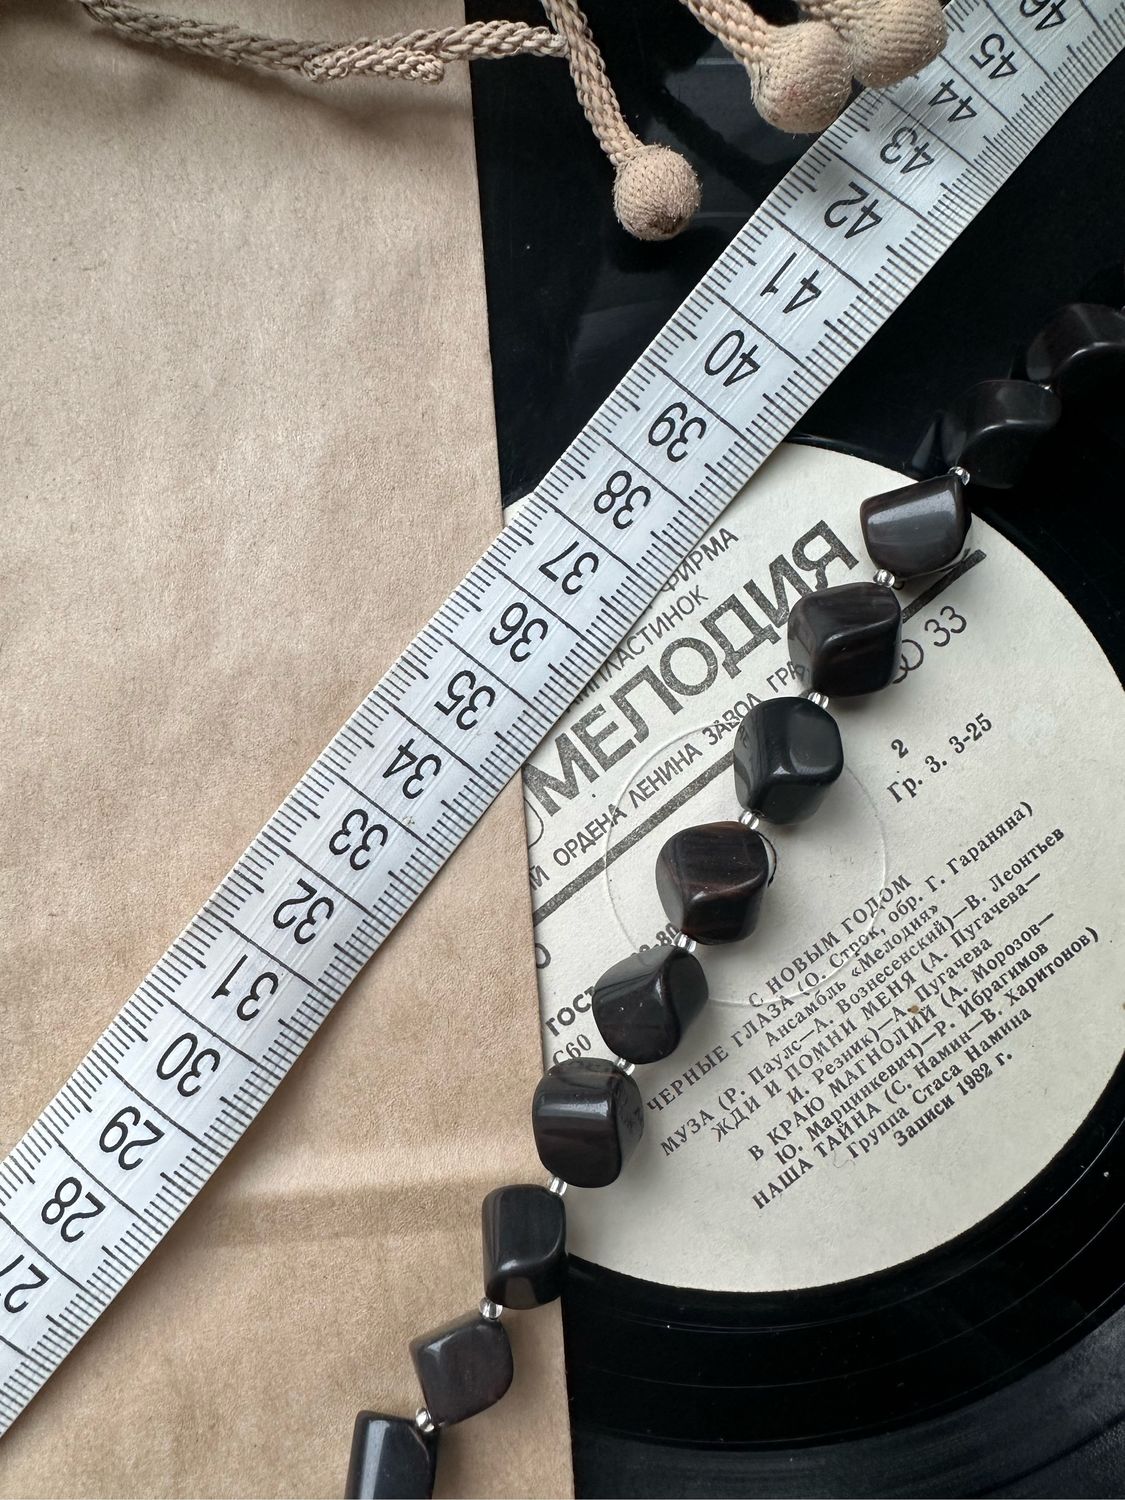 27
28
29
30
31
32
33
34
35
36
37
38
39
40
41
42
43
44
45
46
ФИРМА
МЕЛОДИЯ
ОРДЕНА ЛЕНИНА ЗАВОД
33
2
Гр. 3. 3-25
ГОСТ
-80
С60
С НОВЫМ ГОДОМ
ЧЕРНЫЕ ГЛАЗА (О. Строк, обр. Г. Гараняна)
Ансамбль «Мелодия»
МУЗА (Р. Паулс—А. Вознесенский)—В. Леонтьев
ЖДИ И ПОМНИ МЕНЯ (А. Пугачева—
И. Резник)—А. Пугачева
В КРАЮ МАГНОЛИЙ (А. Морозов—
Ю. Марцинкевич)—Р. Ибрагимов
НАША ТАЙНА (С. Намин—В. Харитонов)
Группа Стаса Намина
Записи 1982 г.